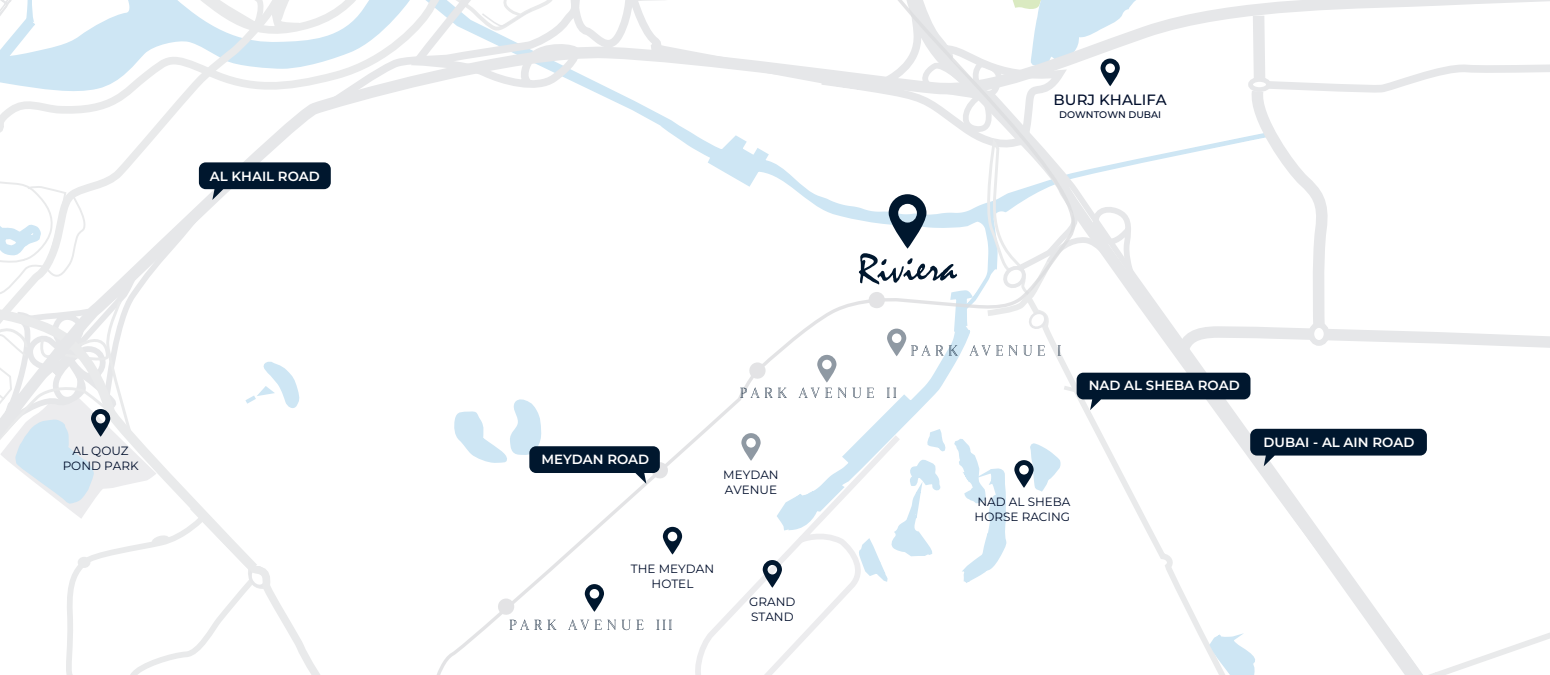 BURJ KHALIFA
DOWNTOWN DUBAI
AL KHAIL ROAD
Riviera
PARK AVENUE I
PARK AVENUE II
NAD AL SHEBA ROAD
DUBAI - AL AIN ROAD
AL QOUZ
POND PARK
MEYDAN ROAD
MEYDAN
AVENUE
NAD AL SHEBA
HORSE RACING
THE MEYDAN
HOTEL
GRAND
STAND
PARK AVENUE III